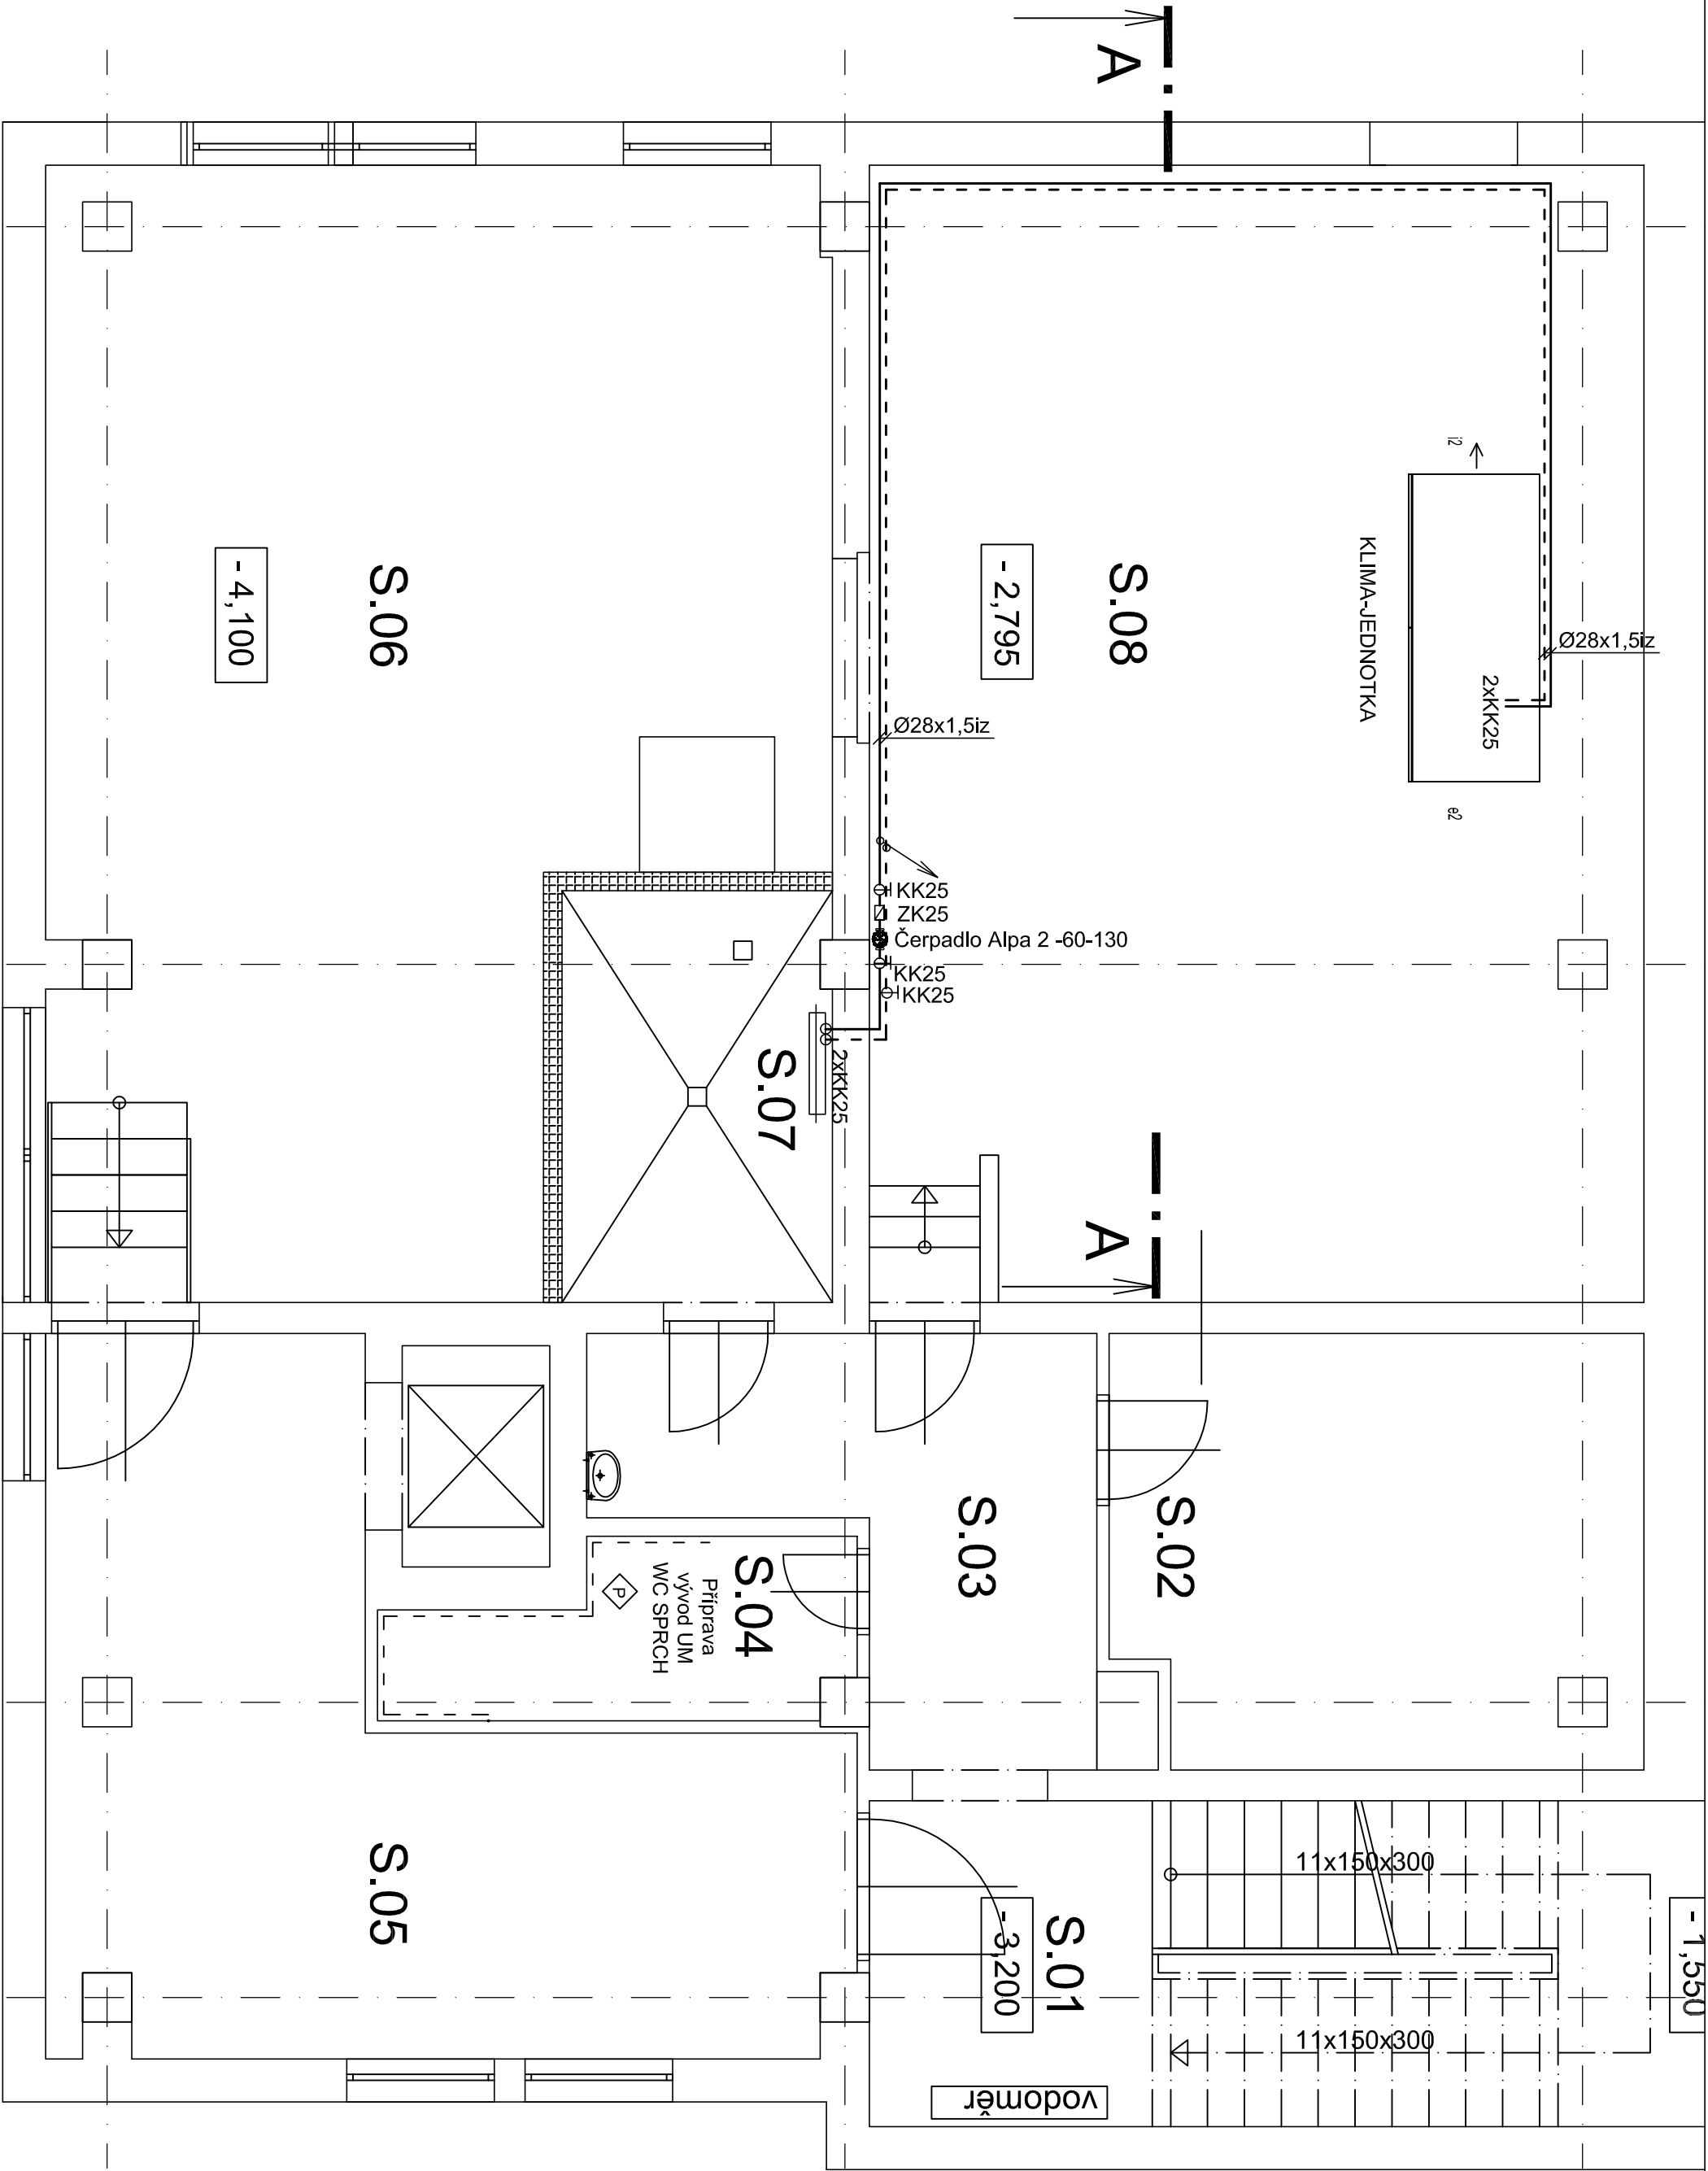 A
i2
KLIMA-JEDNOTKA
Ø28x1,5iz
2xKK25
e2
S.08
- 2,795
S.06
- 4,100
Ø28x1,5iz
KK25
ZK25
Čerpadlo Alpa 2 -60-130
KK25
KK25
2xKK25
S.07
A
S.02
S.03
S.04
Příprava
vývod UM
WC SPRCH
P
S.05
11x150x300
11x150x300
- 1,550
S.01
- 3,200
vodoměr